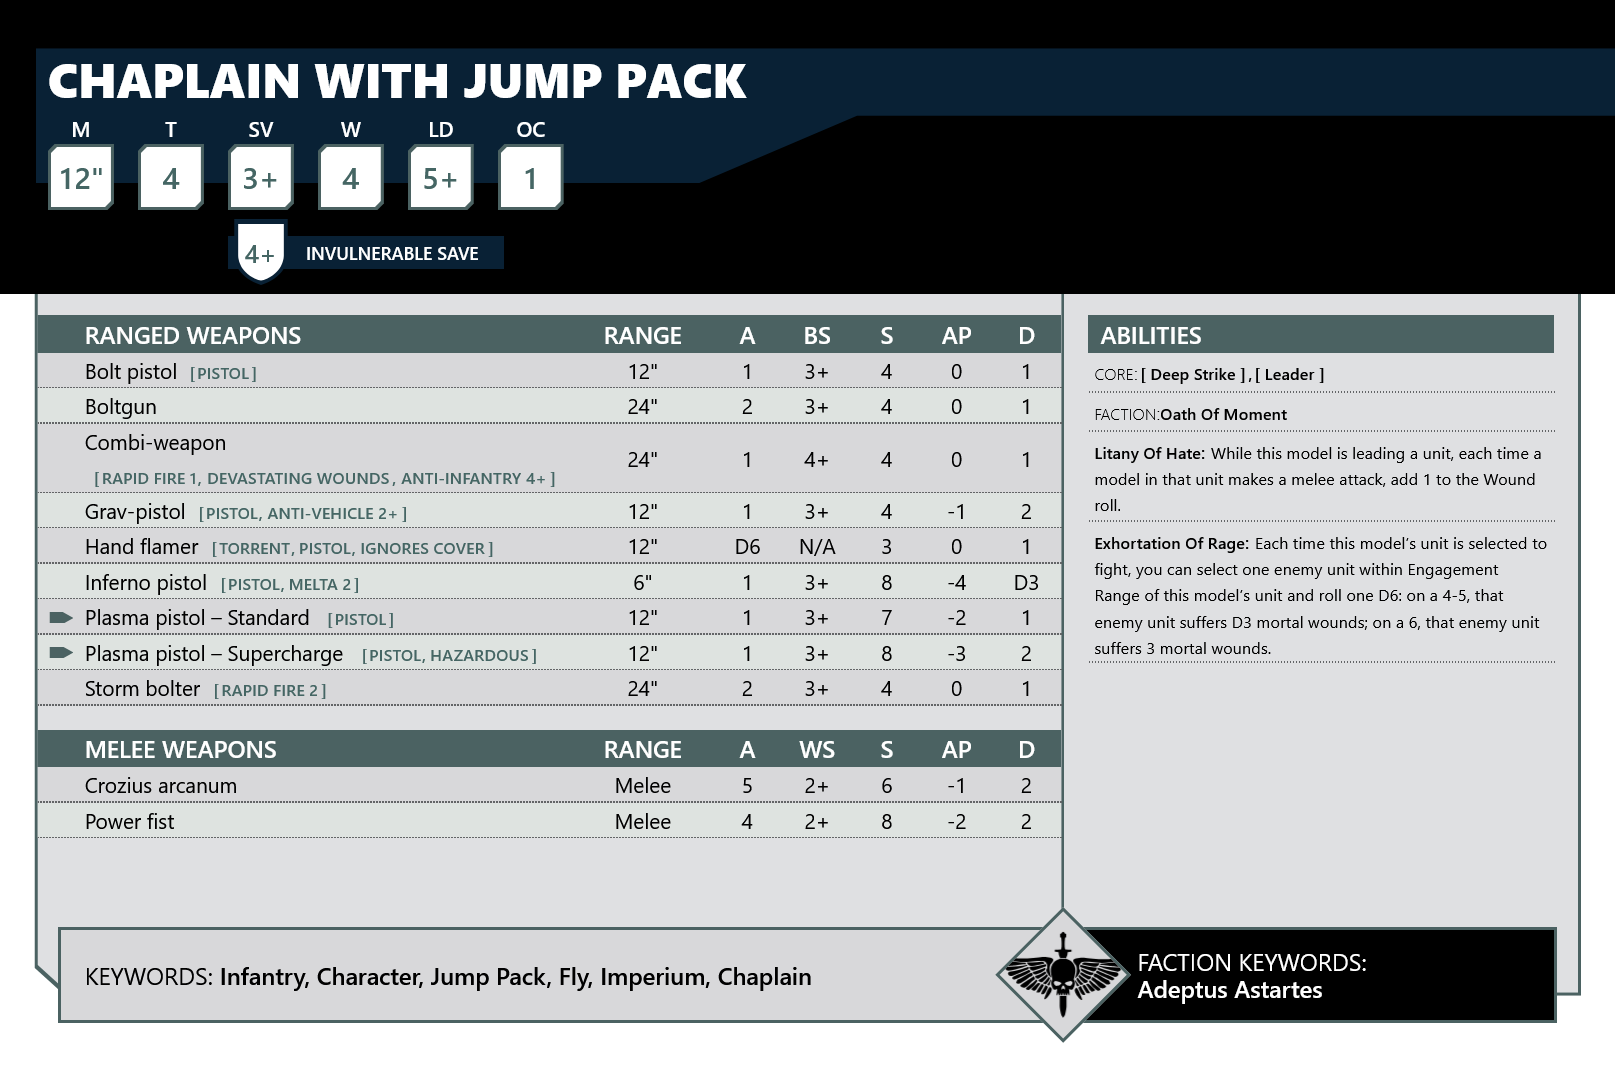 CHAPLAIN WITH JUMP PACK
M T SV W LD OC
12" 4 3+ 4 5+ 1
4+ INVULNERABLE SAVE
RANGED WEAPONS RANGE A BS S AP D
Bolt pistol [PISTOL] 12" 1 3+ 4 0 1
Boltgun 24" 2 3+ 4 0 1
Combi-weapon
[RAPID FIRE 1, DEVASTATING WOUNDS, ANTI-INFANTRY 4+] 24" 1 4+ 4 0 1
Grav-pistol [PISTOL, ANTI-VEHICLE 2+] 12" 1 3+ 4 -1 2
Hand flamer [TORRENT, PISTOL, IGNORES COVER] 12" D6 N/A 3 0 1
Inferno pistol [PISTOL, MELTA 2] 6" 1 3+ 8 -4 D3
Plasma pistol – Standard [PISTOL] 12" 1 3+ 7 -2 1
Plasma pistol – Supercharge [PISTOL, HAZARDOUS] 12" 1 3+ 8 -3 2
Storm bolter [RAPID FIRE 2] 24" 2 3+ 4 0 1
MELEE WEAPONS RANGE A WS S AP D
Crozius arcanum Melee 5 2+ 6 -1 2
Power fist Melee 4 2+ 8 -2 2
ABILITIES
CORE: [ Deep Strike ] , [ Leader ]
FACTION:Oath Of Moment
Litany Of Hate: While this model is leading a unit, each time a
model in that unit makes a melee attack, add 1 to the Wound
roll.
Exhortation Of Rage: Each time this model's unit is selected to
fight, you can select one enemy unit within Engagement
Range of this model's unit and roll one D6: on a 4-5, that
enemy unit suffers D3 mortal wounds; on a 6, that enemy unit
suffers 3 mortal wounds.
KEYWORDS: Infantry, Character, Jump Pack, Fly, Imperium, Chaplain
FACTION KEYWORDS:
Adeptus Astartes